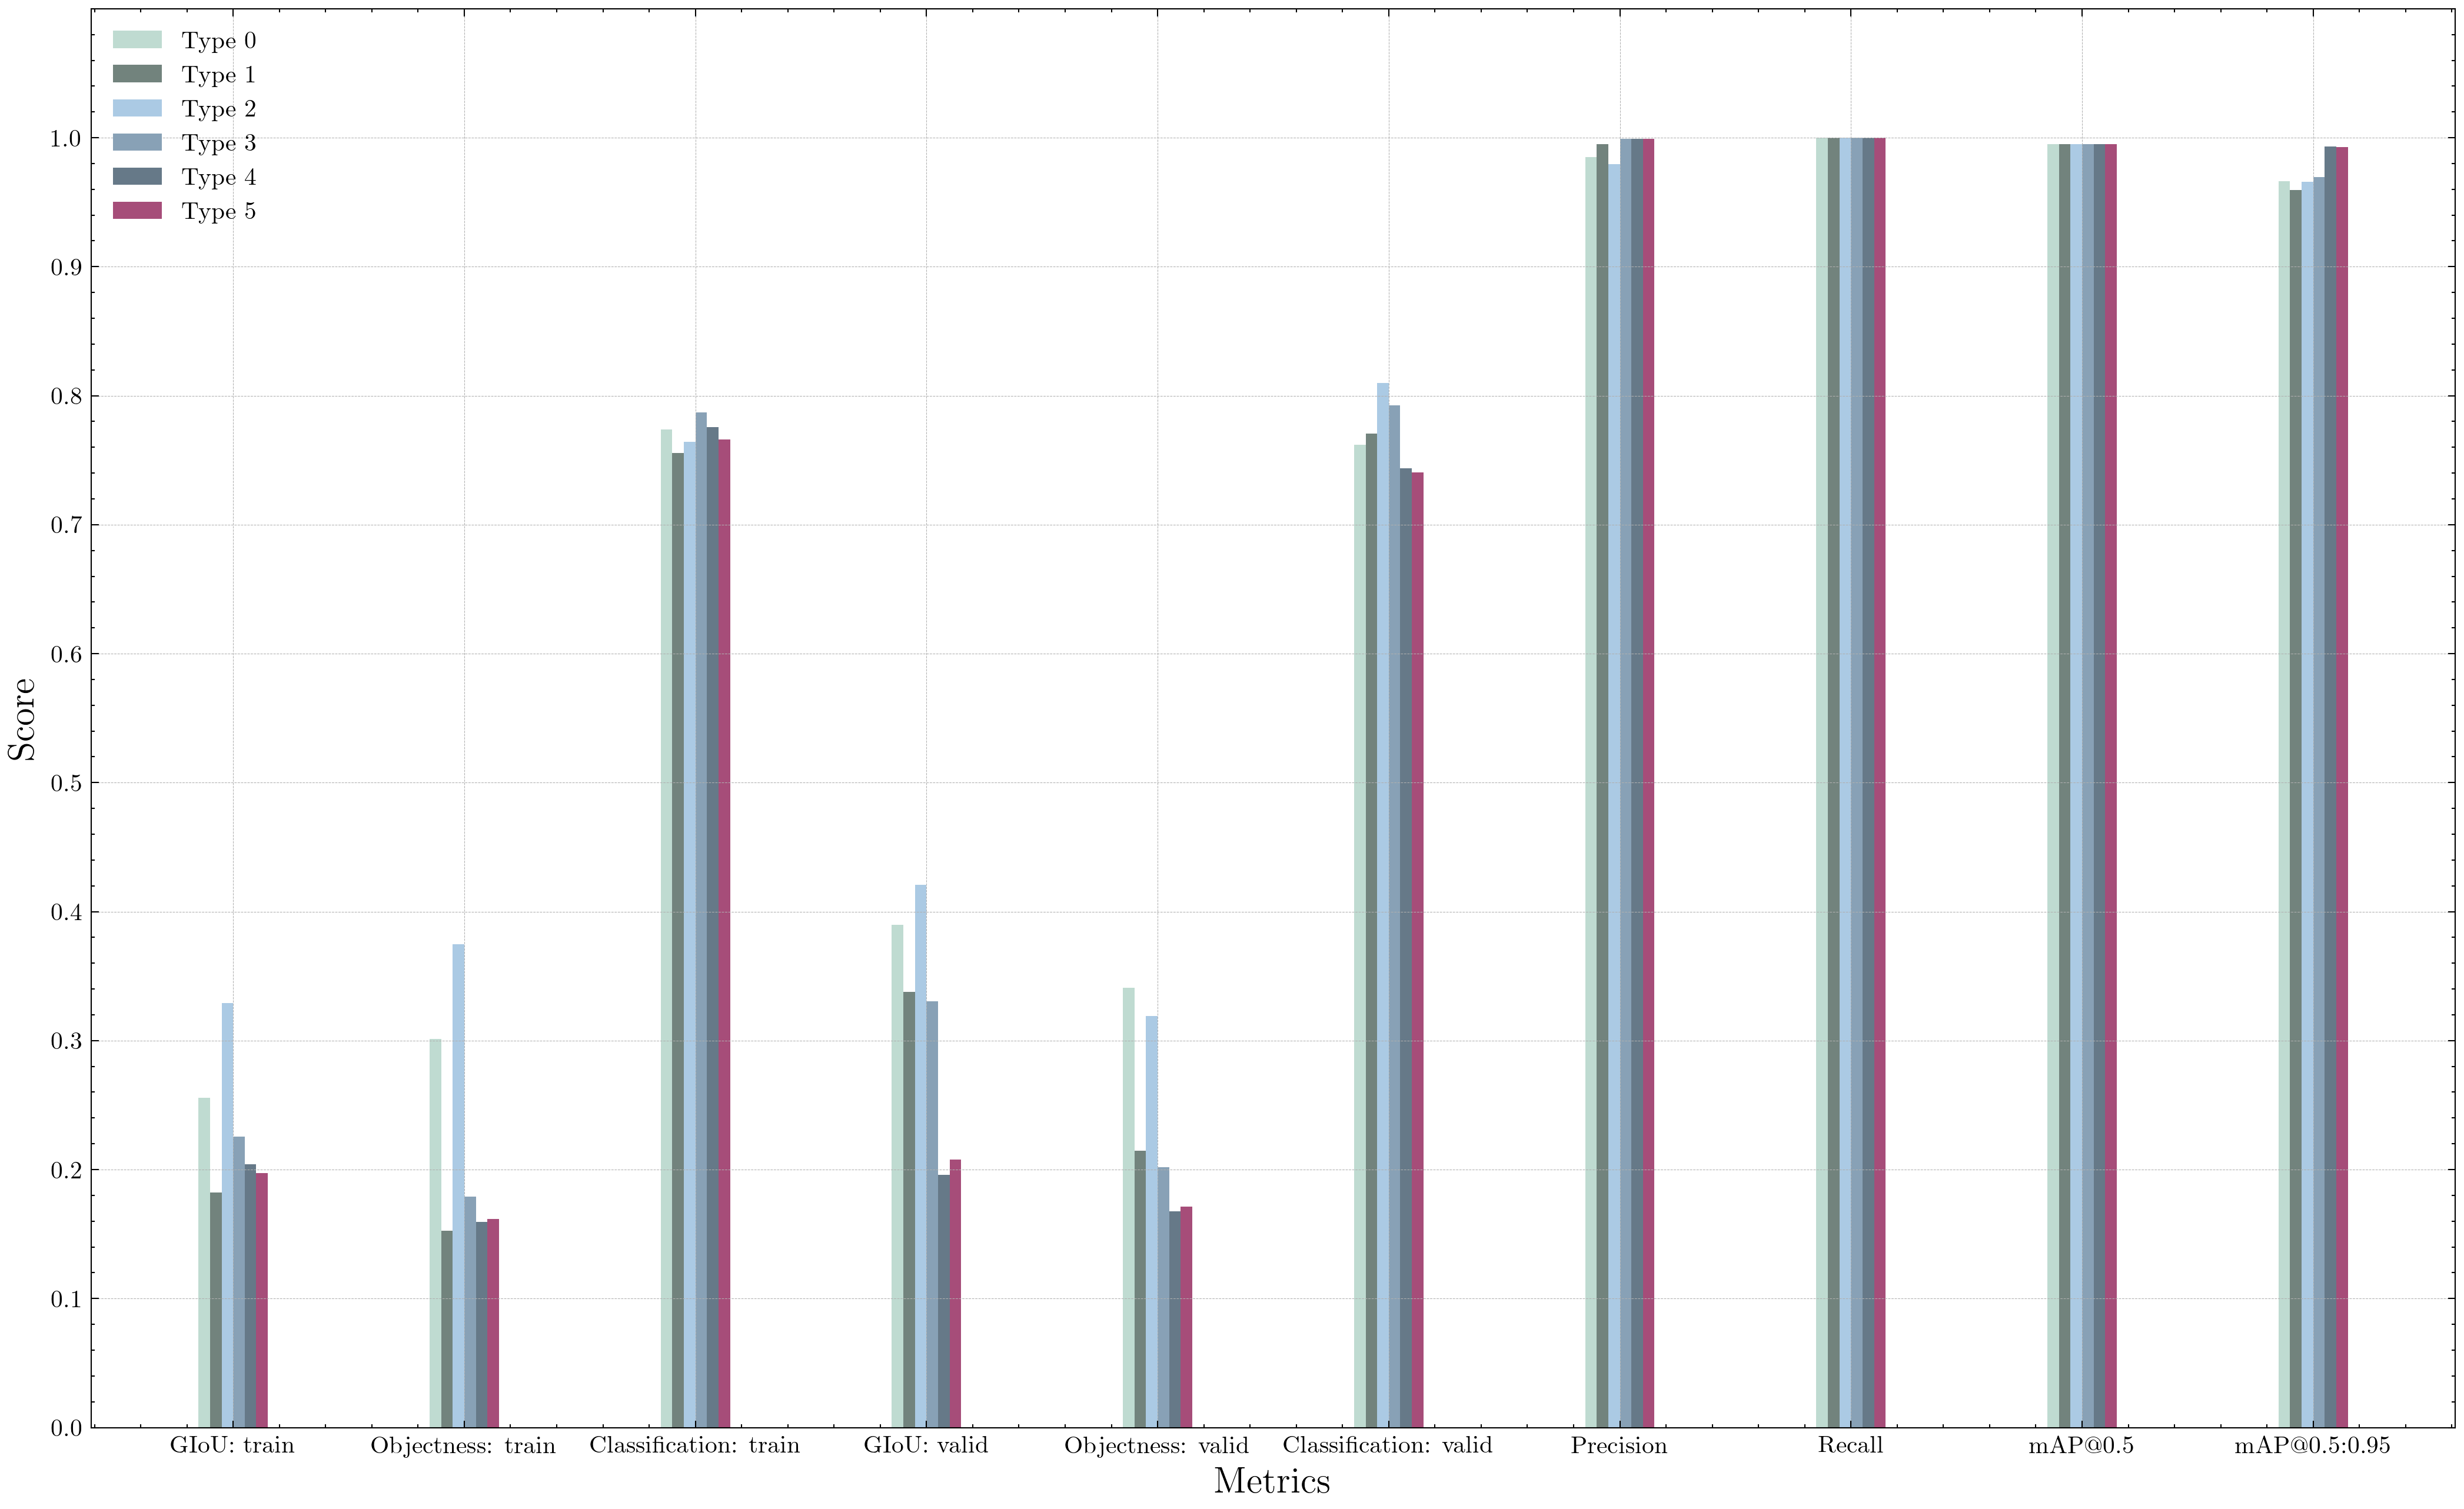 Type 0
Type 1
Type 2
Type 3
Type 4
Type 5
1.0
0.9
0.8
0.7
0.6
0.5
0.4
0.3
0.2
0.1
0.0
Score
GIoU: train
Objectness: train
Classification: train
GIoU: valid
Objectness: valid
Classification: valid
Precision
Recall
mAP@0.5
mAP@0.5:0.95
Metrics